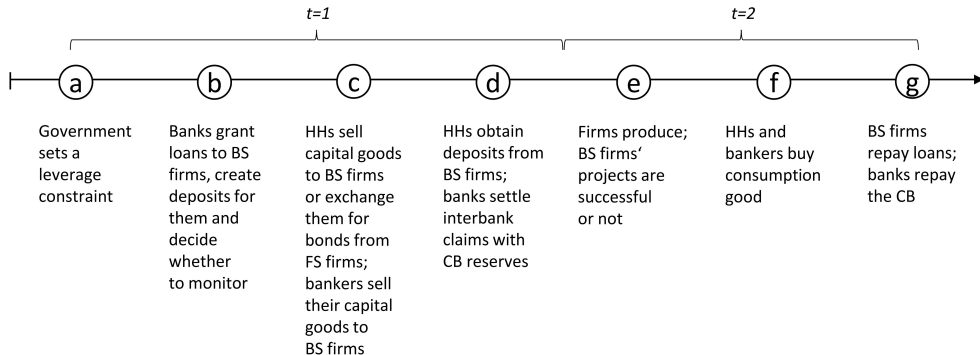 t=1
t=2
a
b
c
d
e
f
g
Government
sets a
leverage
constraint
Banks grant
loans to BS
firms, create
deposits for
them and
decide
whether
to monitor
HHs sell
capital goods
to BS firms
or exchange
them for
bonds from
FS firms;
bankers sell
their capital
goods to
BS firms
HHs obtain
deposits from
BS firms;
banks settle
interbank
claims with
CB reserves
Firms produce;
BS firms‘
projects are
successful
or not
HHs and
bankers buy
consumption
good
BS firms
repay loans;
banks repay
the CB